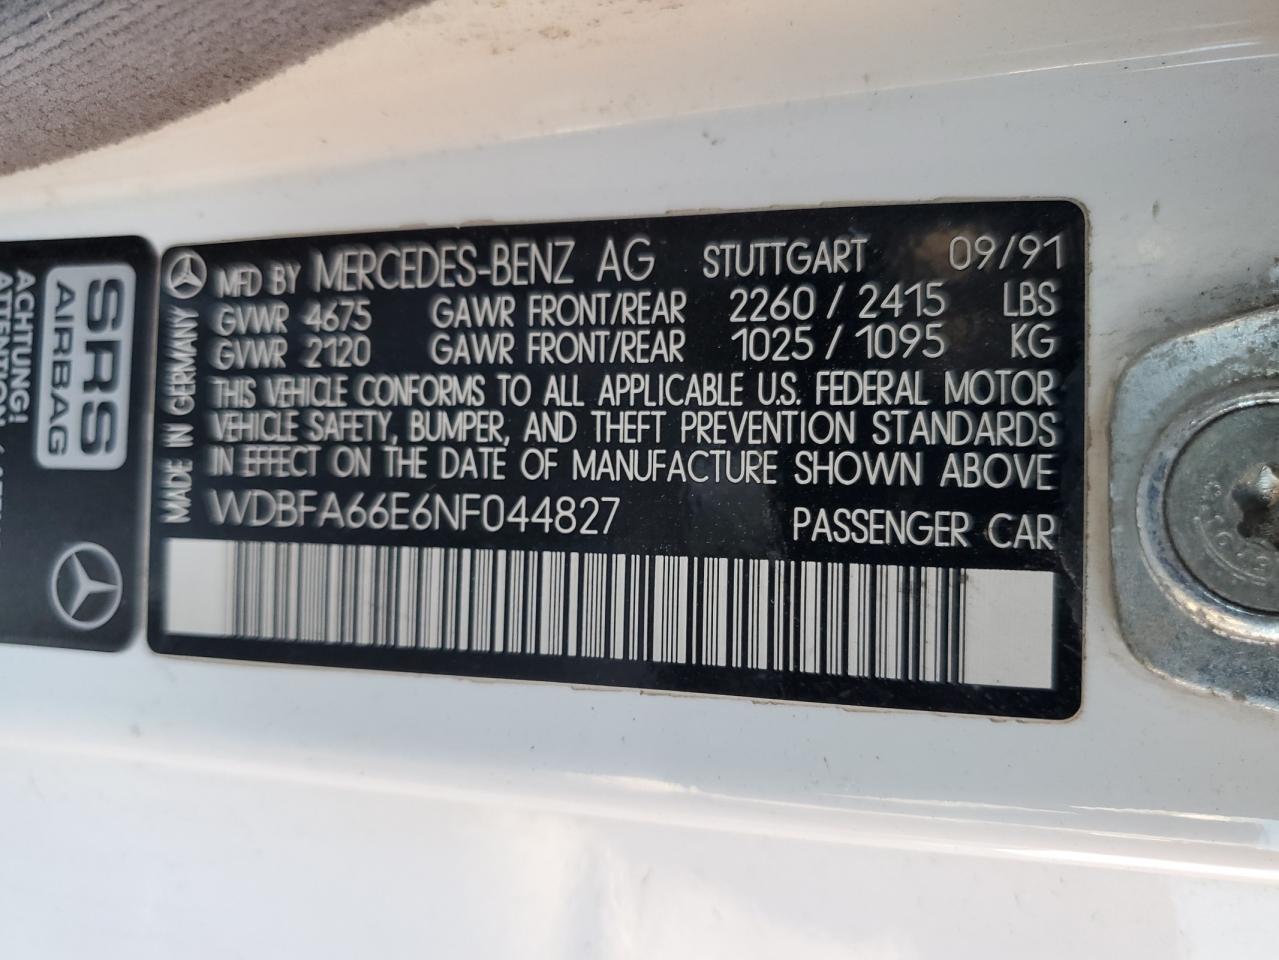 MFD BY MERCEDES-BENZ AG STUTTGART 09/91
GVWR 4675 GAWR FRONT/REAR 2260 / 2415 LBS
GVWR 2120 GAWR FRONT/REAR 1025 / 1095 KG
THIS VEHICLE CONFORMS TO ALL APPLICABLE U.S. FEDERAL MOTOR
VEHICLE SAFETY, BUMPER, AND THEFT PREVENTION STANDARDS
IN EFFECT ON THE DATE OF MANUFACTURE SHOWN ABOVE
WDBFA66E6NF044827 PASSENGER CAR
MADE IN GERMANY
SRS
AIRBAG
ACHTUNG!
ATTENTION